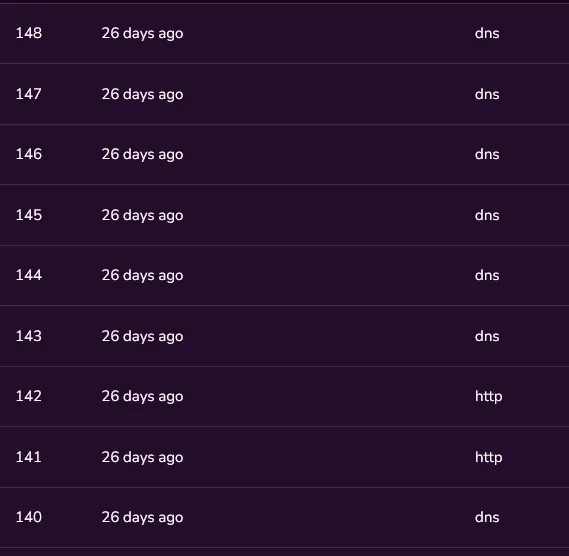 148 26 days ago dns
147 26 days ago dns
146 26 days ago dns
145 26 days ago dns
144 26 days ago dns
143 26 days ago dns
142 26 days ago http
141 26 days ago http
140 26 days ago dns